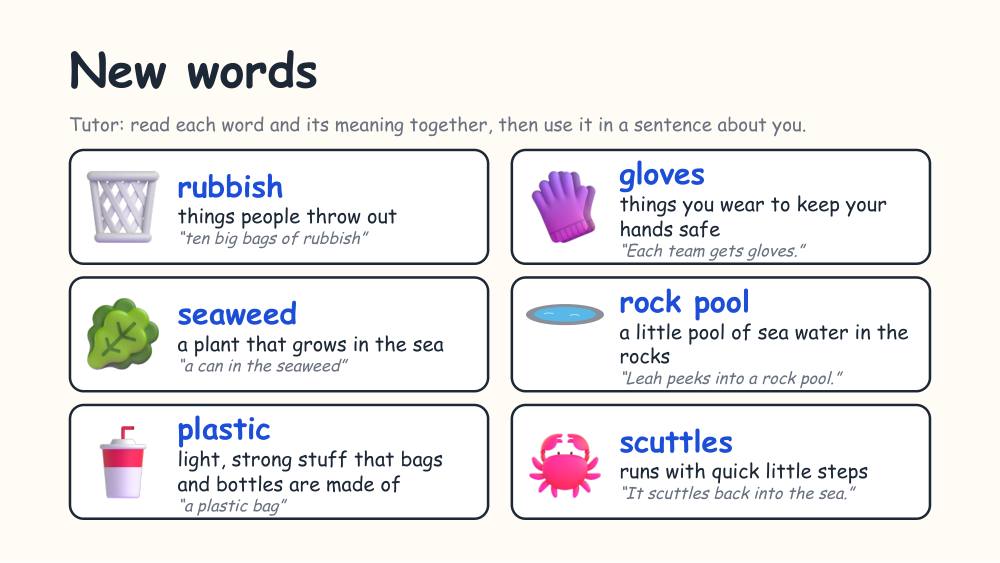 New words
Tutor: read each word and its meaning together, then use it in a sentence about you.
rubbish
things people throw out
“ten big bags of rubbish”
gloves
things you wear to keep your
hands safe
“Each team gets gloves.”
seaweed
a plant that grows in the sea
“a can in the seaweed”
rock pool
a little pool of sea water in the
rocks
“Leah peeks into a rock pool.”
plastic
light, strong stuff that bags
and bottles are made of
“a plastic bag”
scuttles
runs with quick little steps
“It scuttles back into the sea.”